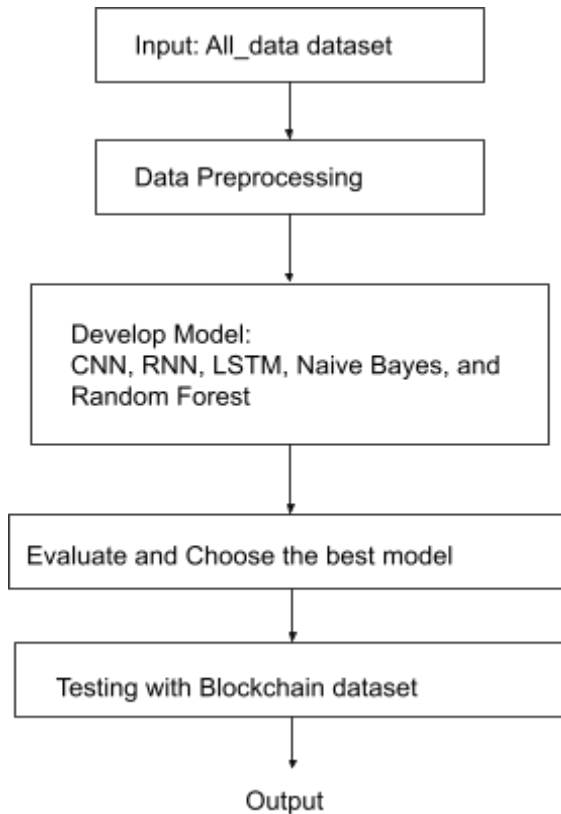 Input: All_data dataset
Data Preprocessing
Develop Model:
CNN, RNN, LSTM, Naive Bayes, and
Random Forest
Evaluate and Choose the best model
Testing with Blockchain dataset
Output